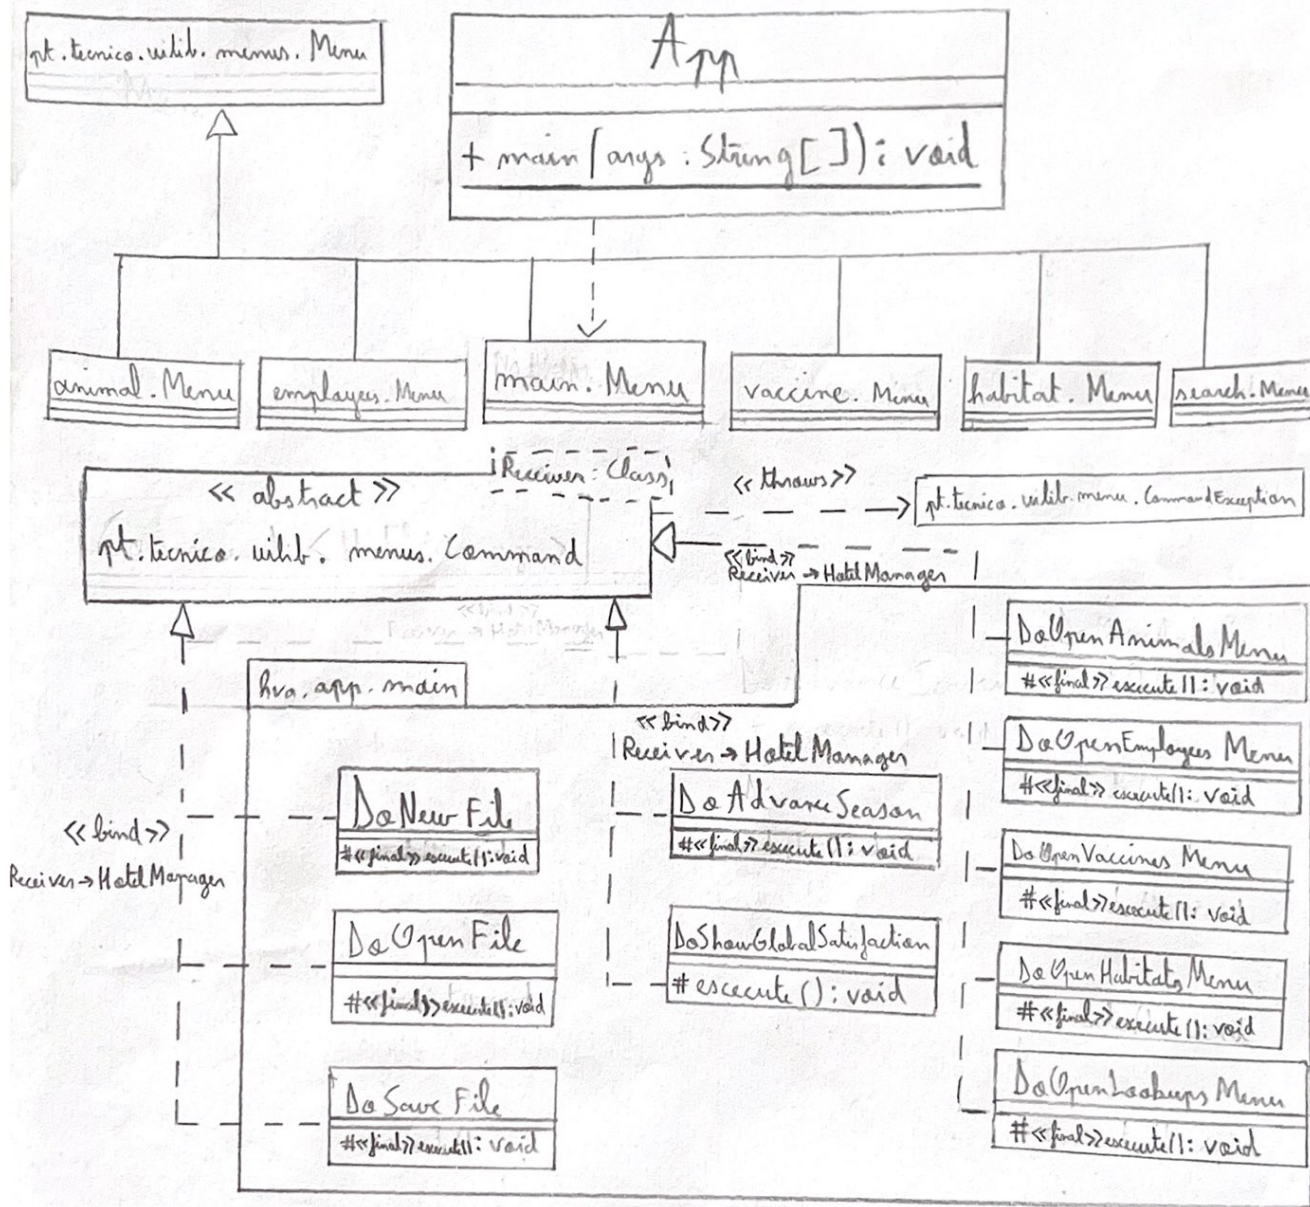 pt.tecnico.uilib.menus.Menu
App
+ main(args: String[]): void
animal.Menu
employees.Menu
main.Menu
vaccine.Menu
habitat.Menu
search.Menu
Receiver: Class
<< abstract >>
pt.tecnico.uilib.menus.Command
<< throws >>
pt.tecnico.uilib.menu.CommandException
<< bind >>
Receiver → HotelManager
hva.app.main
<< bind >>
Receiver → HotelManager
<< bind >>
Receiver → HotelManager
DoNewFile
#<<final>> execute(): void
DoOpenFile
#<<final>> execute(): void
DoSaveFile
#<<final>> execute(): void
DoAdvanceSeason
#<<final>> execute(): void
DoShowGlobalSatisfaction
# execute(): void
DoOpenAnimalsMenu
#<<final>> execute(): void
DoOpenEmployees Menu
#<<final>> execute(): void
DoOpenVaccines Menu
#<<final>> execute(): void
DoOpenHabitats Menu
#<<final>> execute(): void
DoOpenLookups Menu
#<<final>> execute(): void